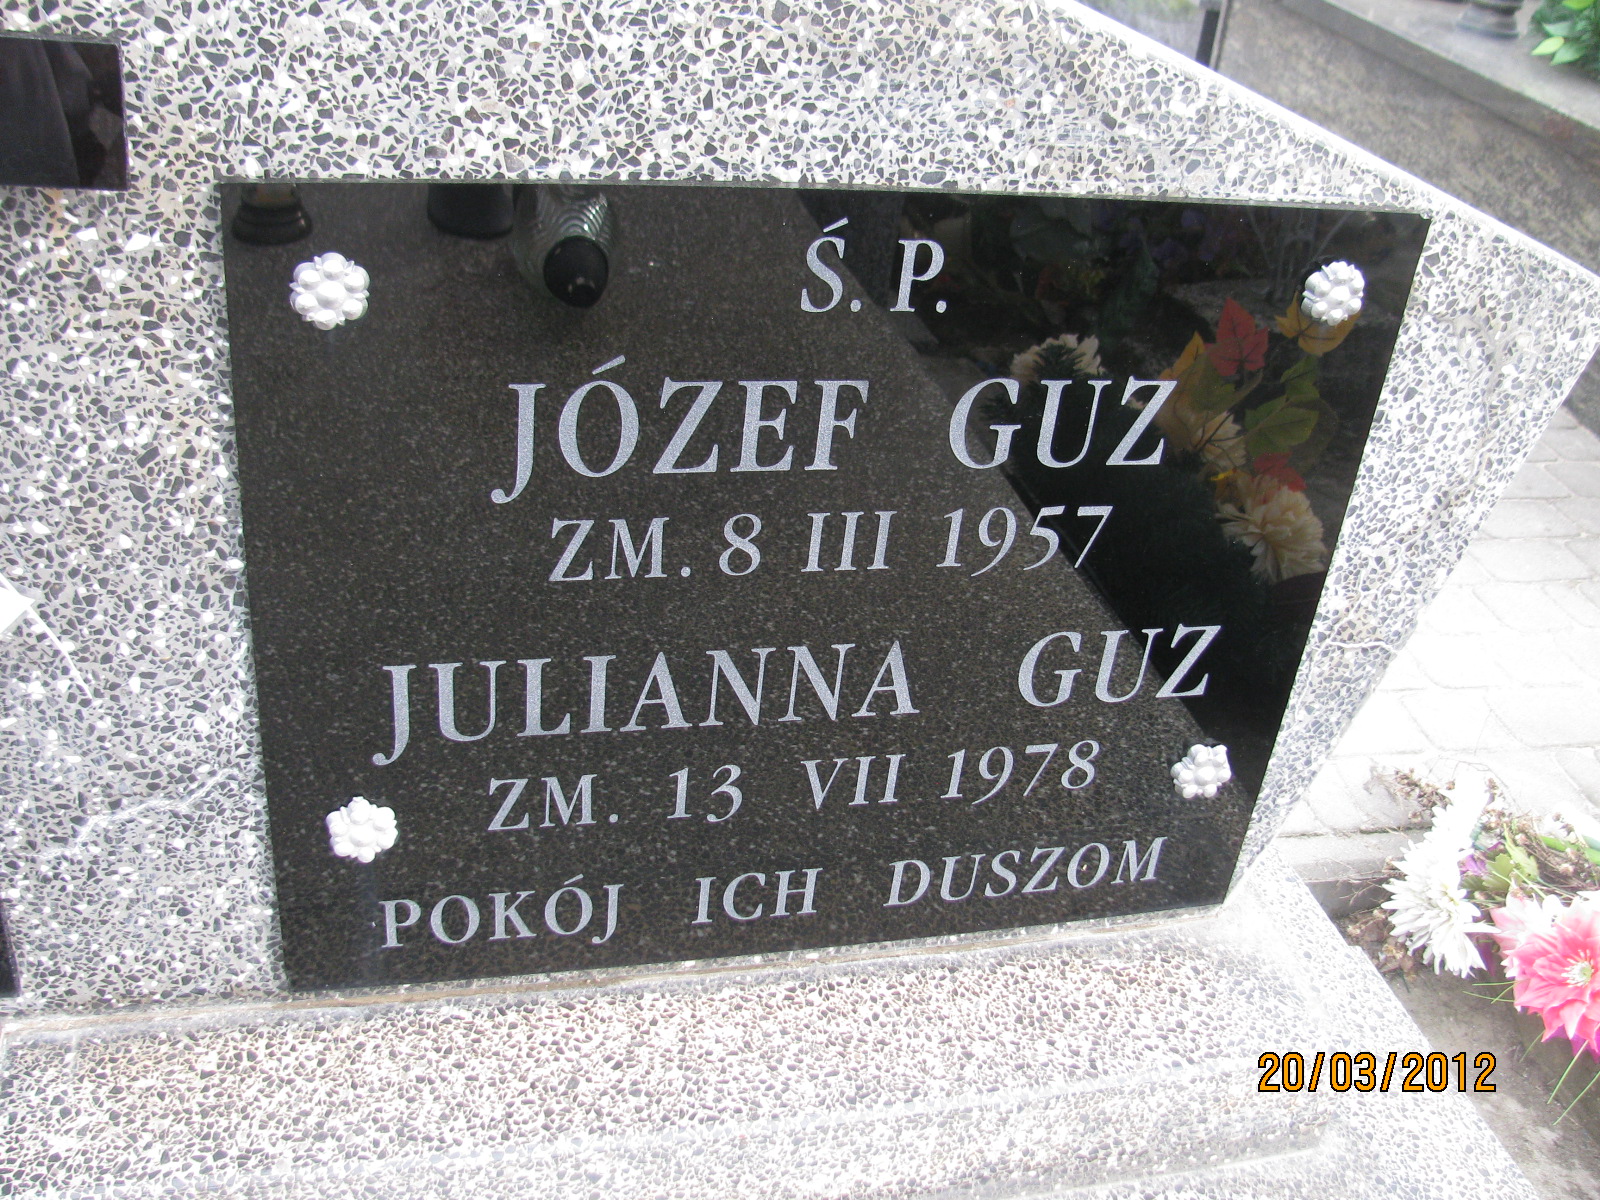 Ś. P.
JÓZEF GUZ
ZM. 8 III 1957
JULIANNA GUZ
ZM. 13 VII 1978
POKÓJ ICH DUSZOM
20/03/2012